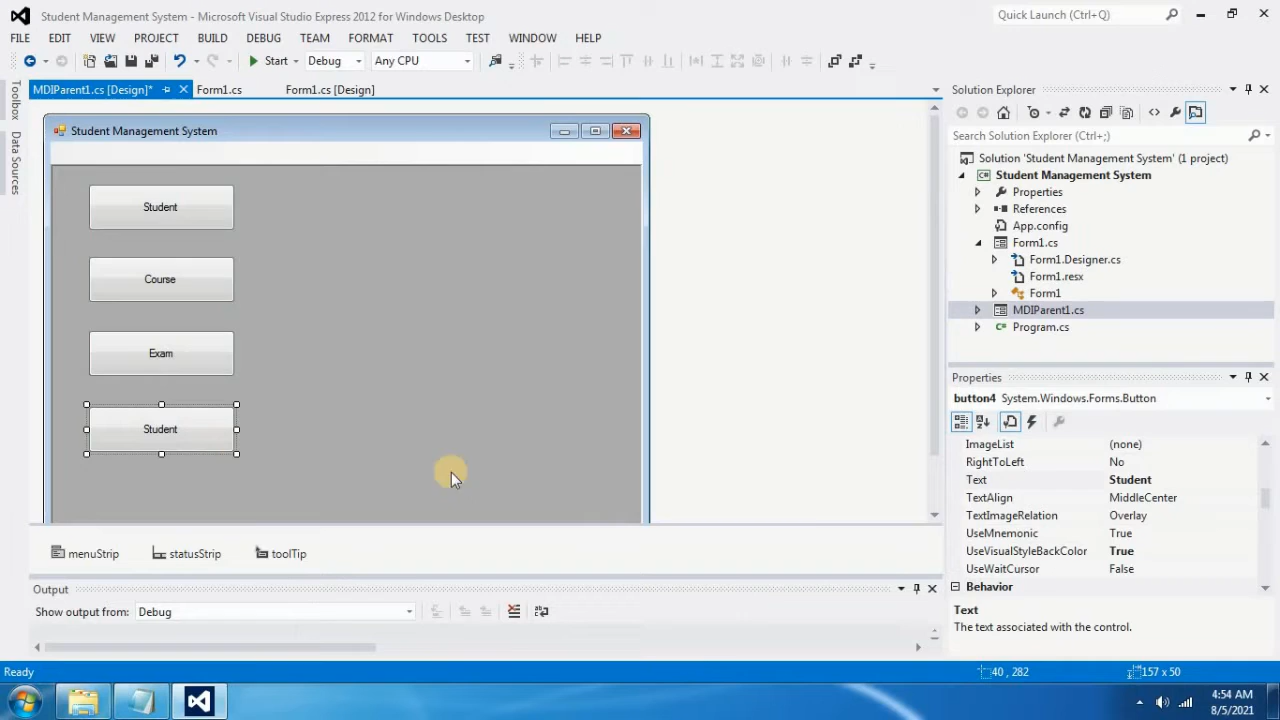 Student Management System - Microsoft Visual Studio Express 2012 for Windows Desktop
Quick Launch (Ctrl+Q)
FILE EDIT VIEW PROJECT BUILD DEBUG TEAM FORMAT TOOLS TEST WINDOW HELP
Start Debug Any CPU
MDIParent1.cs [Design]* Form1.cs Form1.cs [Design]
Toolbox
Data Sources
Student Management System
Student
Course
Exam
Student
menuStrip statusStrip toolTip
Output
Show output from: Debug
Solution Explorer
Search Solution Explorer (Ctrl+;)
Solution 'Student Management System' (1 project)
C# Student Management System
Properties
References
App.config
Form1.cs
Form1.Designer.cs
Form1.resx
Form1
MDIParent1.cs
C# Program.cs
Properties
button4 System.Windows.Forms.Button
ImageList (none)
RightToLeft No
Text Student
TextAlign MiddleCenter
TextImageRelation Overlay
UseMnemonic True
UseVisualStyleBackColor True
UseWaitCursor False
Behavior
Text
The text associated with the control.
Ready 40 , 282 157 x 50
4:54 AM
8/5/2021